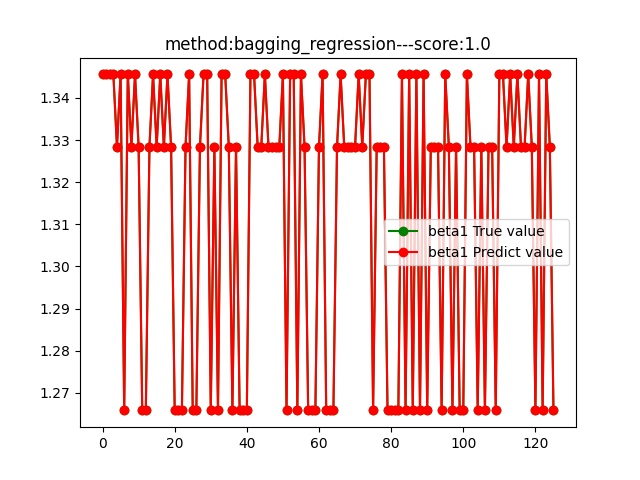 method:bagging_regression---score:1.0
1.34
1.33
1.32
1.31
1.30
1.29
1.28
1.27
beta1 True value
beta1 Predict value
0 20 40 60 80 100 120